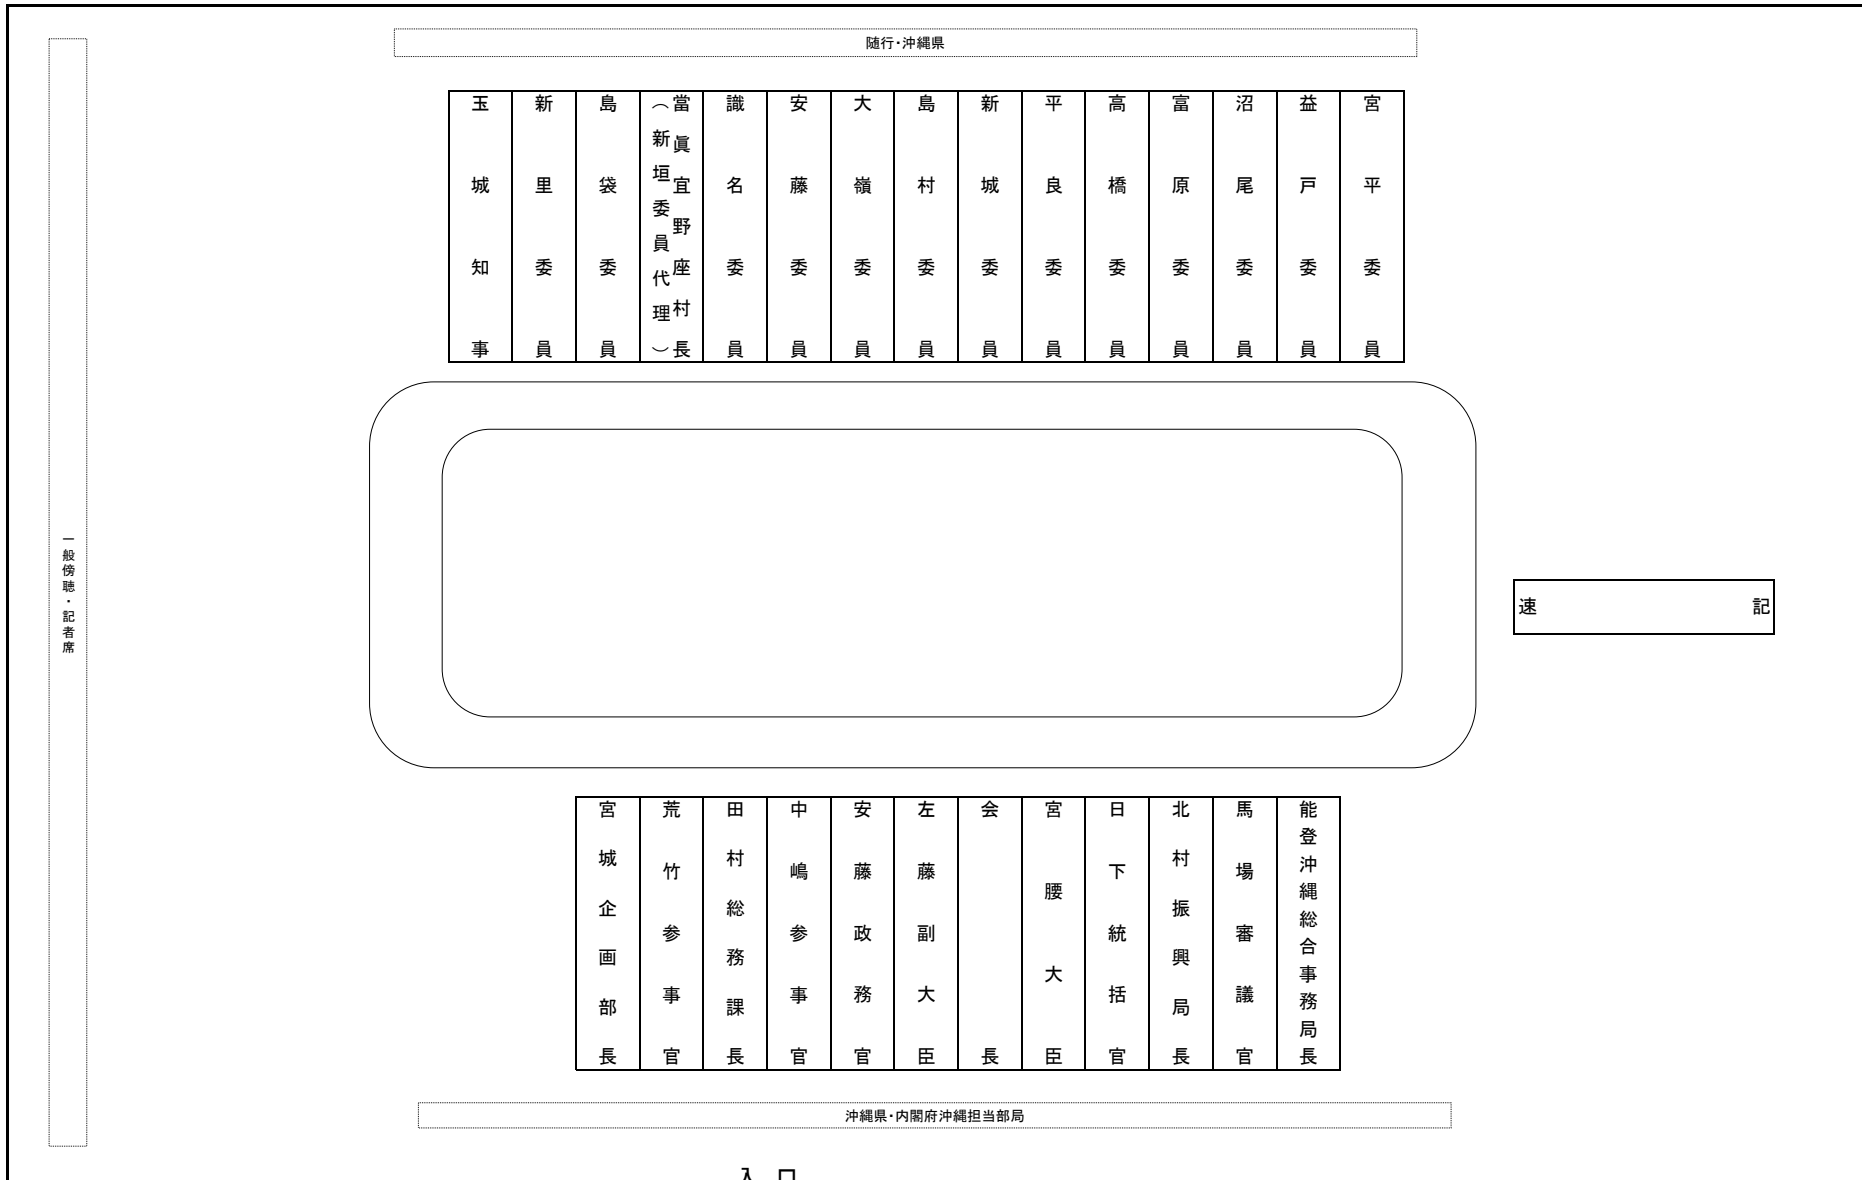 随行・沖縄県
玉城知事
新里委員
島袋委員
當眞宜野座村長
（新垣委員代理）
識名委員
安藤委員
大嶺委員
島村委員
新城委員
平良委員
高橋委員
富原委員
沼尾委員
益戸委員
宮平委員
一般傍聴・記者席
速記
宮城企画部長
荒竹参事官
田村総務課長
中嶋参事官
安藤政務官
左藤副大臣
会長
宮腰大臣
日下統括官
北村振興局長
馬場審議官
能登沖縄総合事務局長
沖縄県・内閣府沖縄担当部局
入口